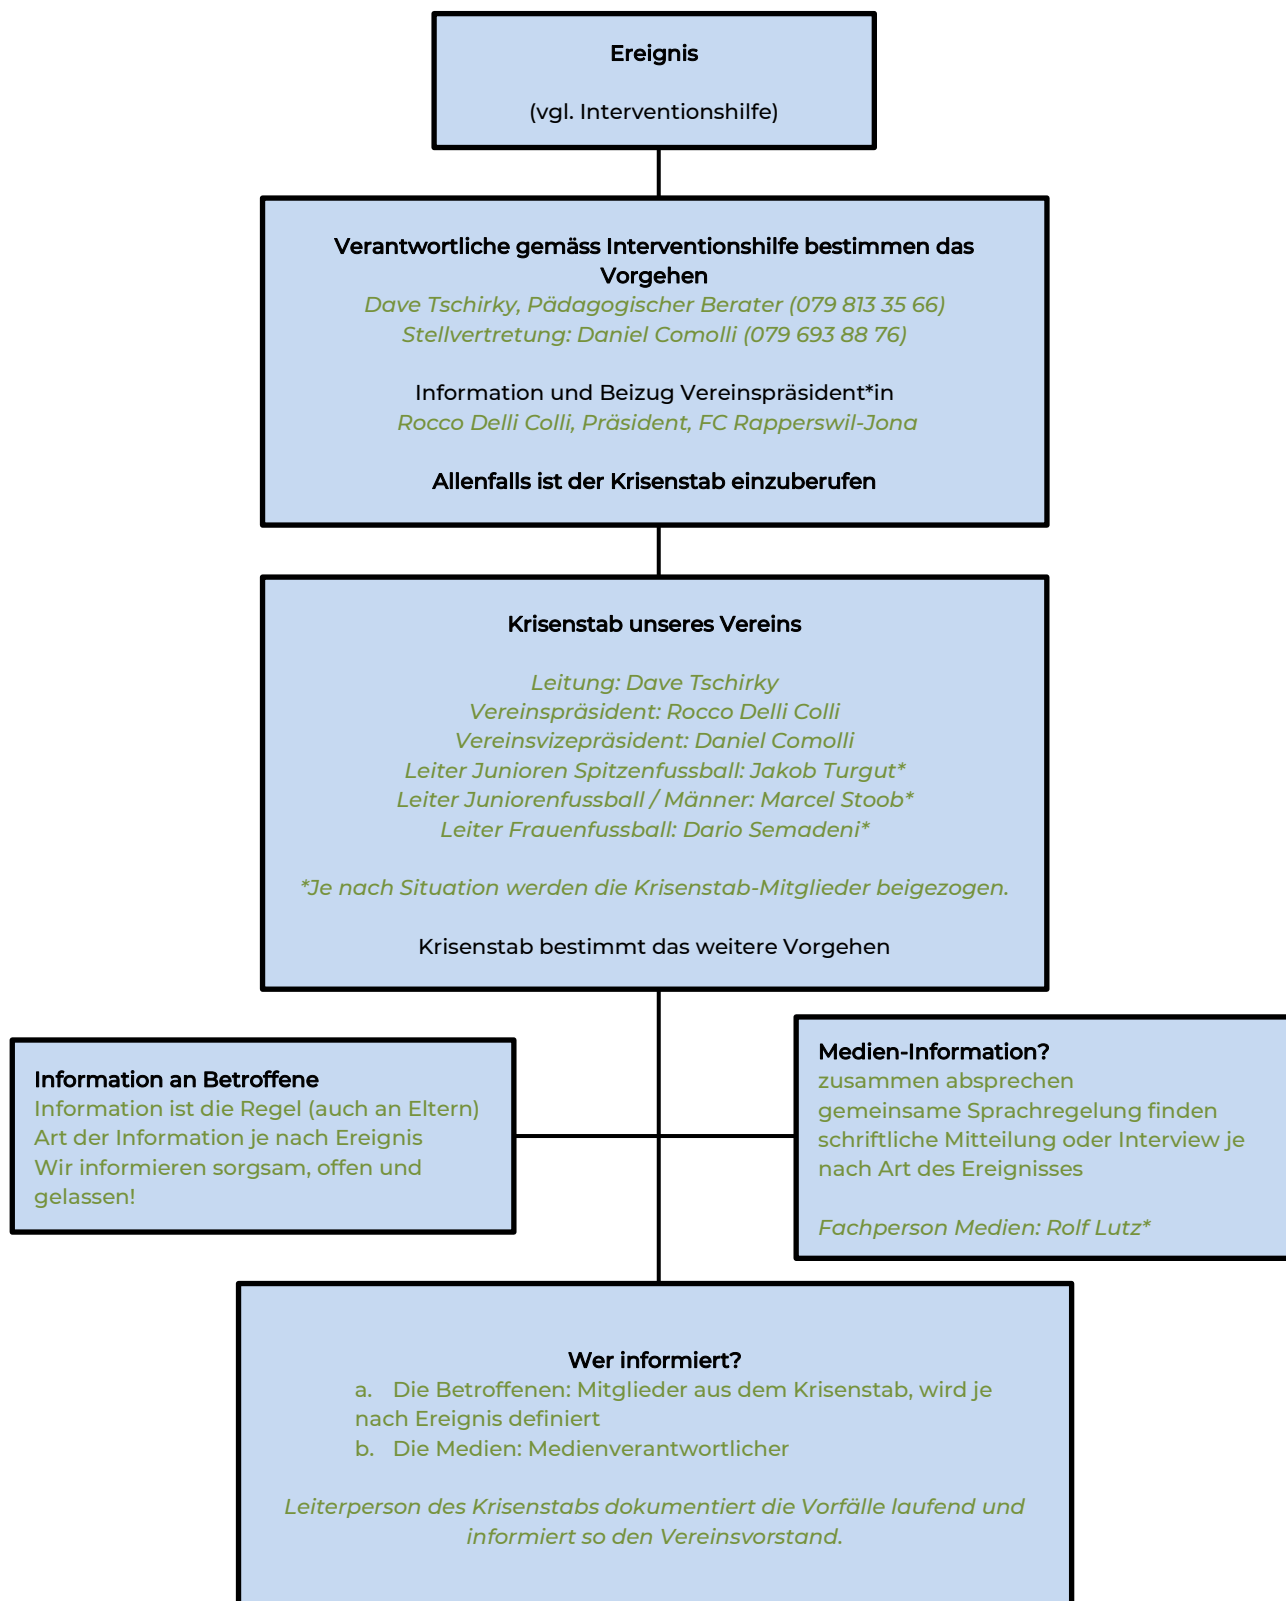 Ereignis
(vgl. Interventionshilfe)
Verantwortliche gemäss Interventionshilfe bestimmen das
Vorgehen
Dave Tschirky, Pädagogischer Berater (079 813 35 66)
Stellvertretung: Daniel Comolli (079 693 88 76)
Information und Beizug Vereinspräsident*in
Rocco Delli Colli, Präsident, FC Rapperswil-Jona
Allenfalls ist der Krisenstab einzuberufen
Krisenstab unseres Vereins
Leitung: Dave Tschirky
Vereinspräsident: Rocco Delli Colli
Vereinsvizepräsident: Daniel Comolli
Leiter Junioren Spitzenfussball: Jakob Turgut*
Leiter Juniorenfussball / Männer: Marcel Stoob*
Leiter Frauenfussball: Dario Semadeni*
*Je nach Situation werden die Krisenstab-Mitglieder beigezogen.
Krisenstab bestimmt das weitere Vorgehen
Information an Betroffene
Information ist die Regel (auch an Eltern)
Art der Information je nach Ereignis
Wir informieren sorgsam, offen und
gelassen!
Medien-Information?
zusammen absprechen
gemeinsame Sprachregelung finden
schriftliche Mitteilung oder Interview je
nach Art des Ereignisses
Fachperson Medien: Rolf Lutz*
Wer informiert?
a. Die Betroffenen: Mitglieder aus dem Krisenstab, wird je
nach Ereignis definiert
b. Die Medien: Medienverantwortlicher
Leiterperson des Krisenstabs dokumentiert die Vorfälle laufend und
informiert so den Vereinsvorstand.